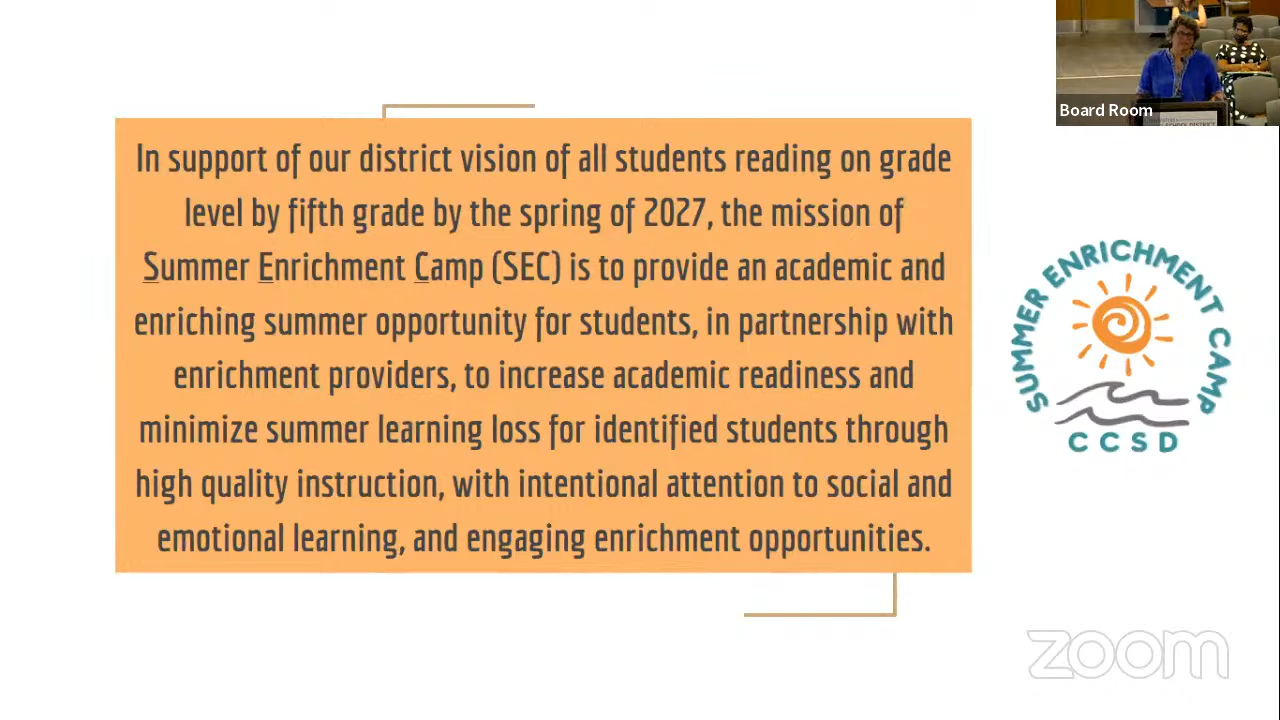 Board Room
SCHOOL DISTRICT
In support of our district vision of all students reading on grade
level by fifth grade by the spring of 2027, the mission of
Summer Enrichment Camp (SEC) is to provide an academic and
enriching summer opportunity for students, in partnership with
enrichment providers, to increase academic readiness and
minimize summer learning loss for identified students through
high quality instruction, with intentional attention to social and
emotional learning, and engaging enrichment opportunities.
SUMMER ENRICHMENT CAMP
CCSD
zoom